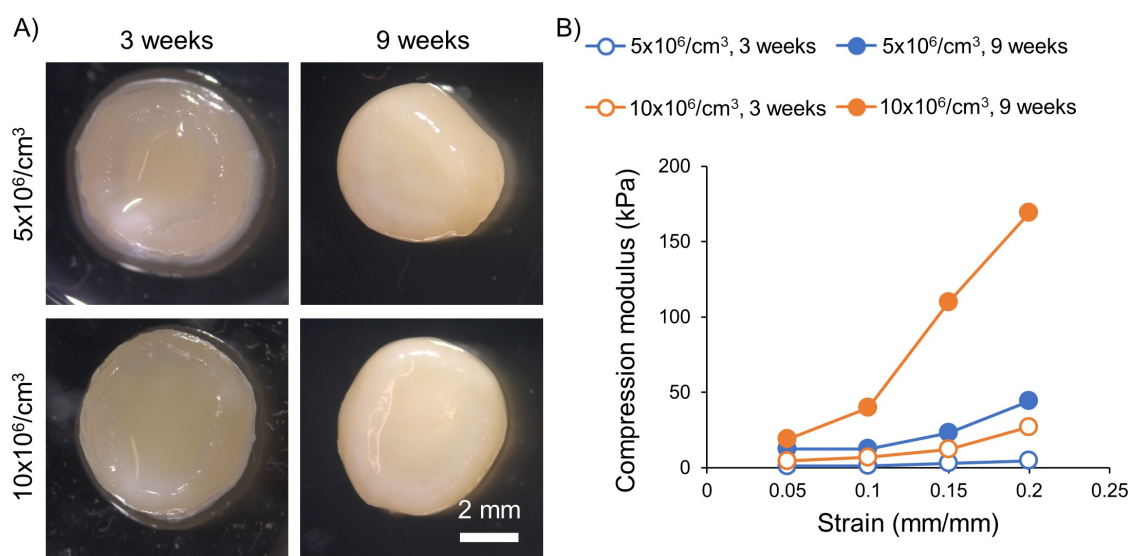 A)
3 weeks
9 weeks
5x10⁶/cm³
10x10⁶/cm³
2 mm
B)
5x10⁶/cm³, 3 weeks
5x10⁶/cm³, 9 weeks
10x10⁶/cm³, 3 weeks
10x10⁶/cm³, 9 weeks
Compression modulus (kPa)
200
150
100
50
0
0
0.05
0.1
0.15
0.2
0.25
Strain (mm/mm)